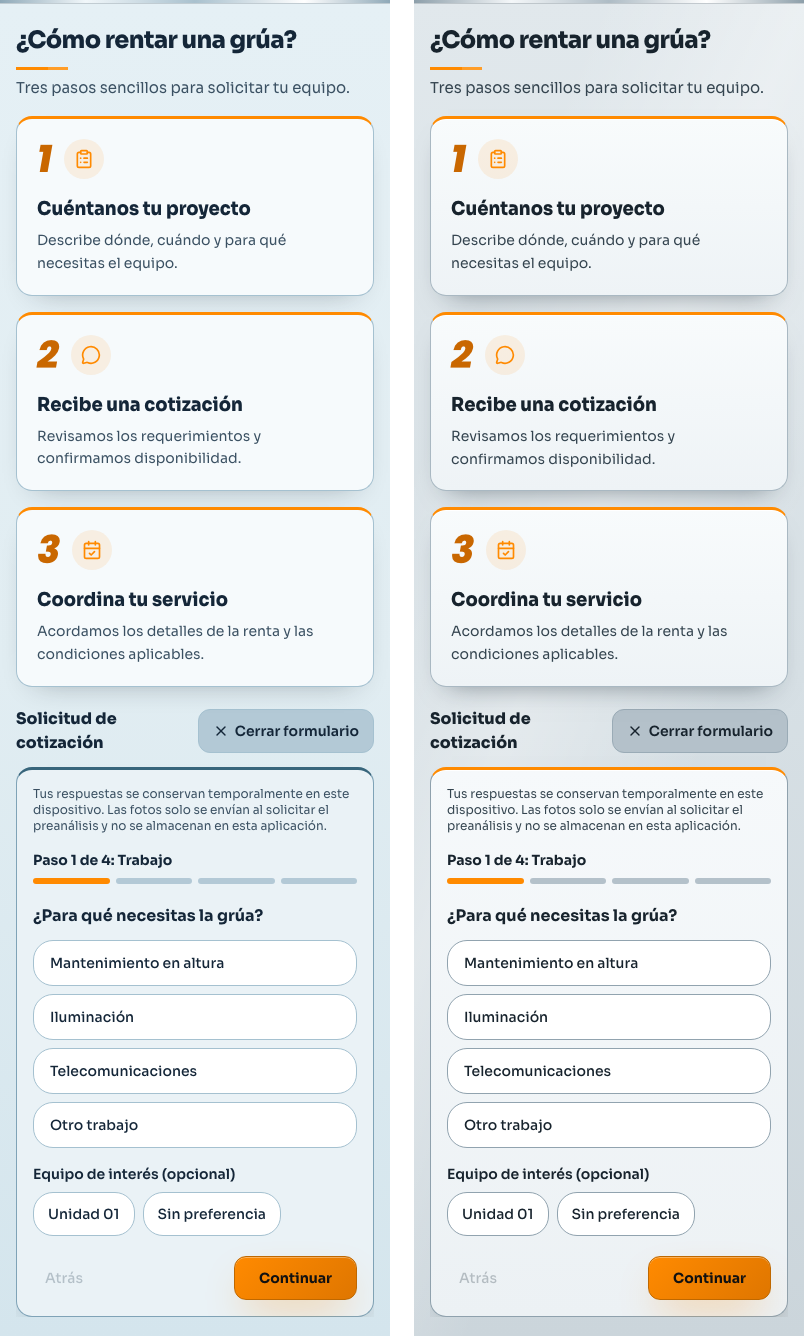 ¿Cómo rentar una grúa?
Tres pasos sencillos para solicitar tu equipo.
1
Cuéntanos tu proyecto
Describe dónde, cuándo y para qué
necesitas el equipo.
2
Recibe una cotización
Revisamos los requerimientos y
confirmamos disponibilidad.
3
Coordina tu servicio
Acordamos los detalles de la renta y las
condiciones aplicables.
Solicitud de
cotización
Cerrar formulario
Tus respuestas se conservan temporalmente en este
dispositivo. Las fotos solo se envían al solicitar el
preanálisis y no se almacenan en esta aplicación.
Paso 1 de 4: Trabajo
¿Para qué necesitas la grúa?
Mantenimiento en altura
Iluminación
Telecomunicaciones
Otro trabajo
Equipo de interés (opcional)
Unidad 01
Sin preferencia
Atrás
Continuar
¿Cómo rentar una grúa?
Tres pasos sencillos para solicitar tu equipo.
1
Cuéntanos tu proyecto
Describe dónde, cuándo y para qué
necesitas el equipo.
2
Recibe una cotización
Revisamos los requerimientos y
confirmamos disponibilidad.
3
Coordina tu servicio
Acordamos los detalles de la renta y las
condiciones aplicables.
Solicitud de
cotización
Cerrar formulario
Tus respuestas se conservan temporalmente en este
dispositivo. Las fotos solo se envían al solicitar el
preanálisis y no se almacenan en esta aplicación.
Paso 1 de 4: Trabajo
¿Para qué necesitas la grúa?
Mantenimiento en altura
Iluminación
Telecomunicaciones
Otro trabajo
Equipo de interés (opcional)
Unidad 01
Sin preferencia
Atrás
Continuar